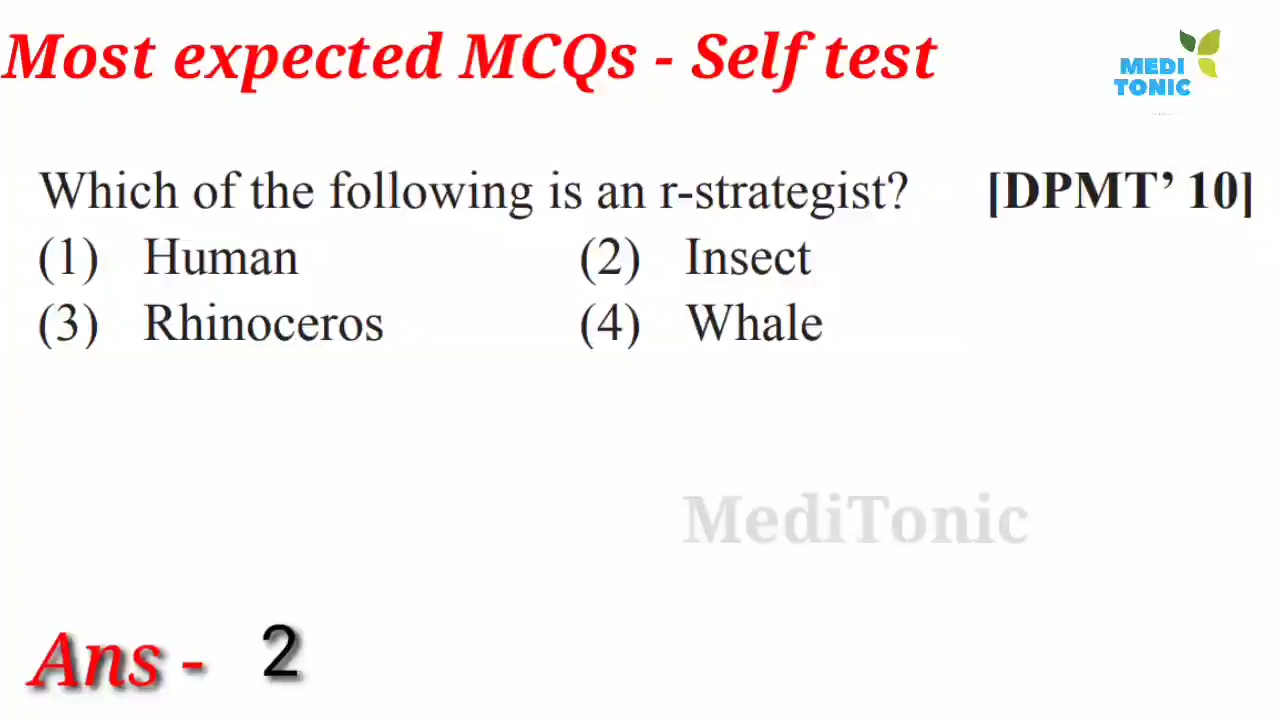 Most expected MCQs - Self test
MEDI
TONIC
Which of the following is an r-strategist? [DPMT’ 10]
(1) Human (2) Insect
(3) Rhinoceros (4) Whale
MediTonic
Ans - 2